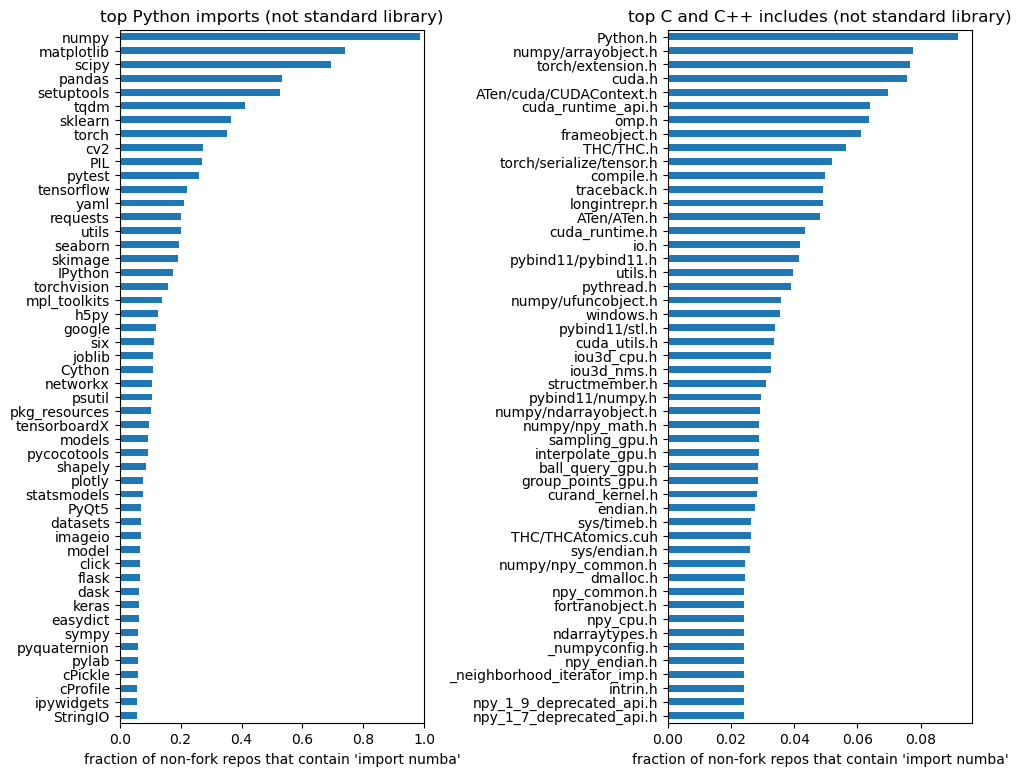 top Python imports (not standard library)
numpy
matplotlib
scipy
pandas
setuptools
tqdm
sklearn
torch
cv2
PIL
pytest
tensorflow
yaml
requests
utils
seaborn
skimage
IPython
torchvision
mpl_toolkits
h5py
google
six
joblib
Cython
networkx
psutil
pkg_resources
tensorboardX
models
pycocotools
shapely
plotly
statsmodels
PyQt5
datasets
imageio
model
click
flask
dask
keras
easydict
sympy
pyquaternion
pylab
cPickle
cProfile
ipywidgets
StringIO
0.0 0.2 0.4 0.6 0.8 1.0
fraction of non-fork repos that contain 'import numba'
top C and C++ includes (not standard library)
Python.h
numpy/arrayobject.h
torch/extension.h
cuda.h
ATen/cuda/CUDAContext.h
cuda_runtime_api.h
omp.h
frameobject.h
THC/THC.h
torch/serialize/tensor.h
compile.h
traceback.h
longintrepr.h
ATen/ATen.h
cuda_runtime.h
io.h
pybind11/pybind11.h
utils.h
pythread.h
numpy/ufuncobject.h
windows.h
pybind11/stl.h
cuda_utils.h
iou3d_cpu.h
iou3d_nms.h
structmember.h
pybind11/numpy.h
numpy/ndarrayobject.h
numpy/npy_math.h
sampling_gpu.h
interpolate_gpu.h
ball_query_gpu.h
group_points_gpu.h
curand_kernel.h
endian.h
sys/timeb.h
THC/THCAtomics.cuh
sys/endian.h
numpy/npy_common.h
dmalloc.h
npy_common.h
fortranobject.h
npy_cpu.h
ndarraytypes.h
_numpyconfig.h
npy_endian.h
_neighborhood_iterator_imp.h
intrin.h
npy_1_9_deprecated_api.h
npy_1_7_deprecated_api.h
0.00 0.02 0.04 0.06 0.08
fraction of non-fork repos that contain 'import numba'